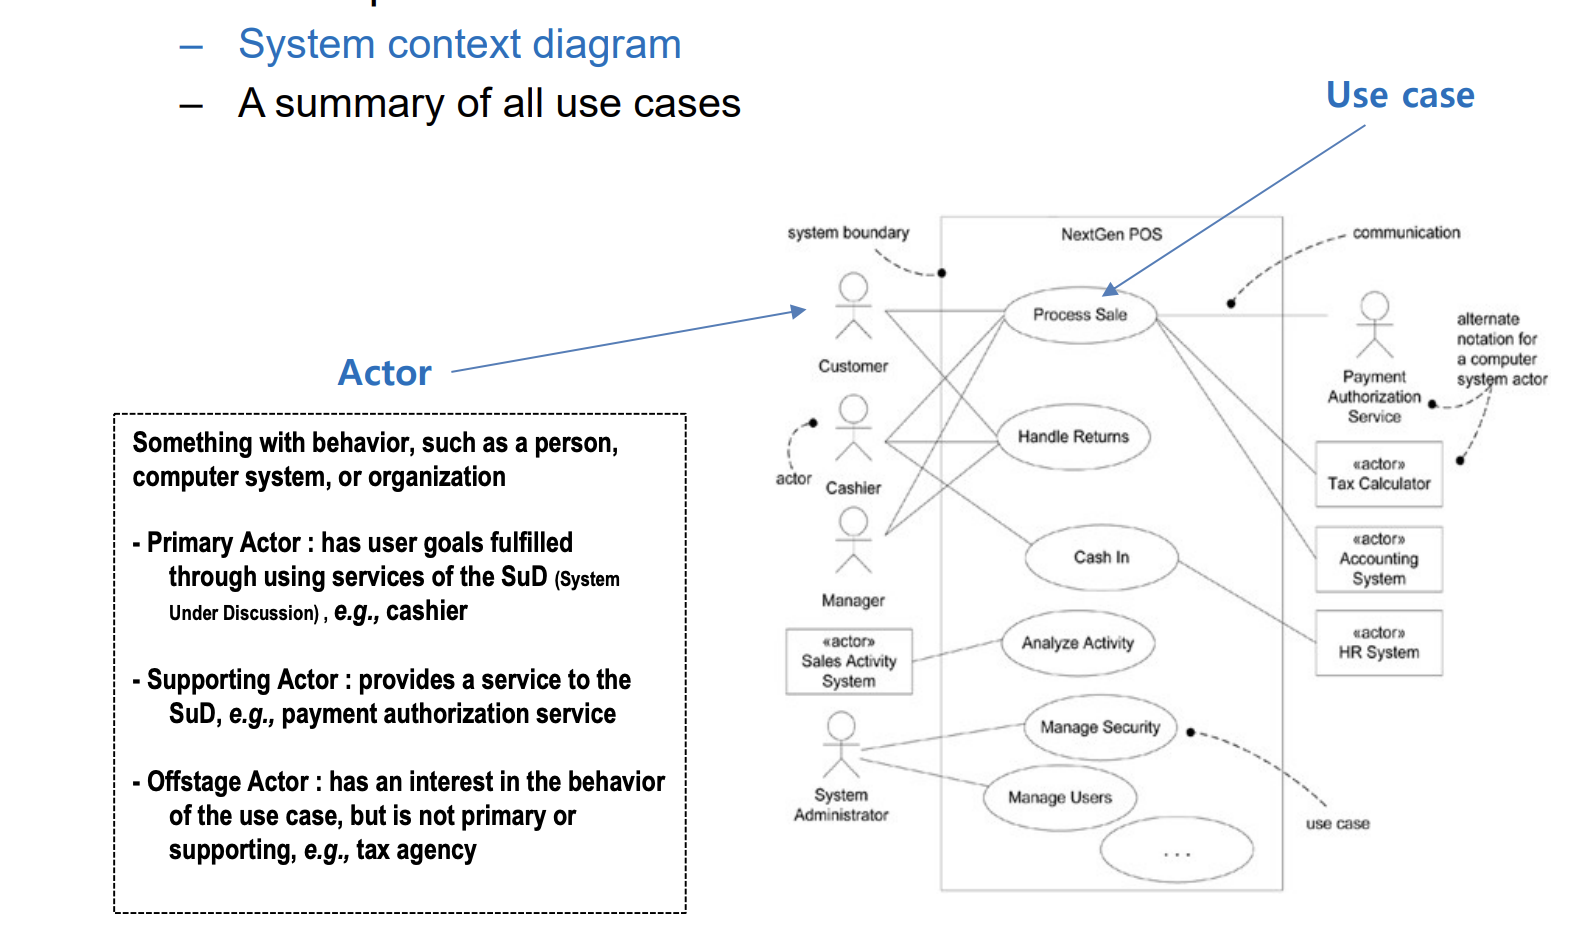 – System context diagram
– A summary of all use cases
Use case
Actor
Something with behavior, such as a person,
computer system, or organization
- Primary Actor : has user goals fulfilled
through using services of the SuD (System
Under Discussion) , e.g., cashier
- Supporting Actor : provides a service to the
SuD, e.g., payment authorization service
- Offstage Actor : has an interest in the behavior
of the use case, but is not primary or
supporting, e.g., tax agency
system boundary
NextGen POS
communication
Customer
Process Sale
Payment
Authorization
Service
alternate
notation for
a computer
system actor
actor
Cashier
Handle Returns
«actor»
Tax Calculator
Manager
Cash In
«actor»
Accounting
System
«actor»
Sales Activity
System
Analyze Activity
«actor»
HR System
System
Administrator
Manage Security
Manage Users
use case
. . .